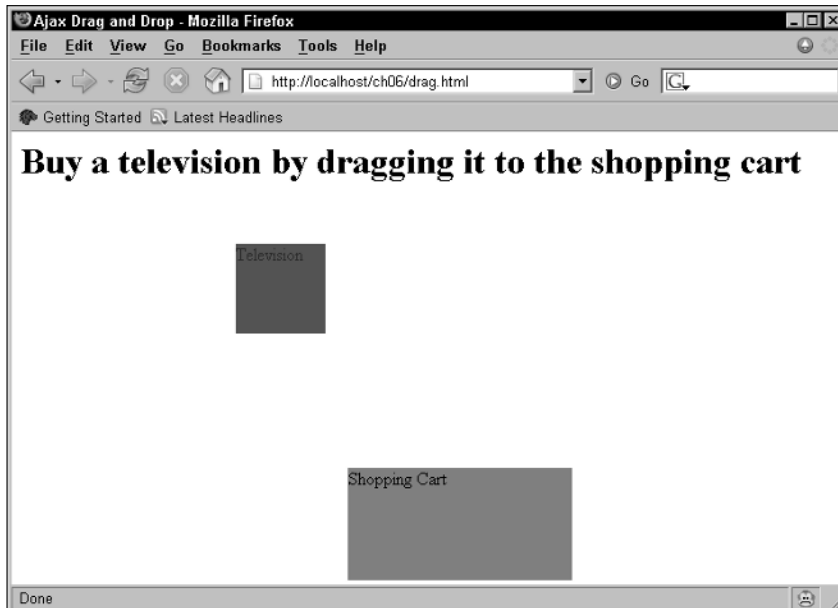 Ajax Drag and Drop - Mozilla Firefox
File Edit View Go Bookmarks Tools Help
http://localhost/ch06/drag.html Go G
Getting Started Latest Headlines
Buy a television by dragging it to the shopping cart
Television
Shopping Cart
Done